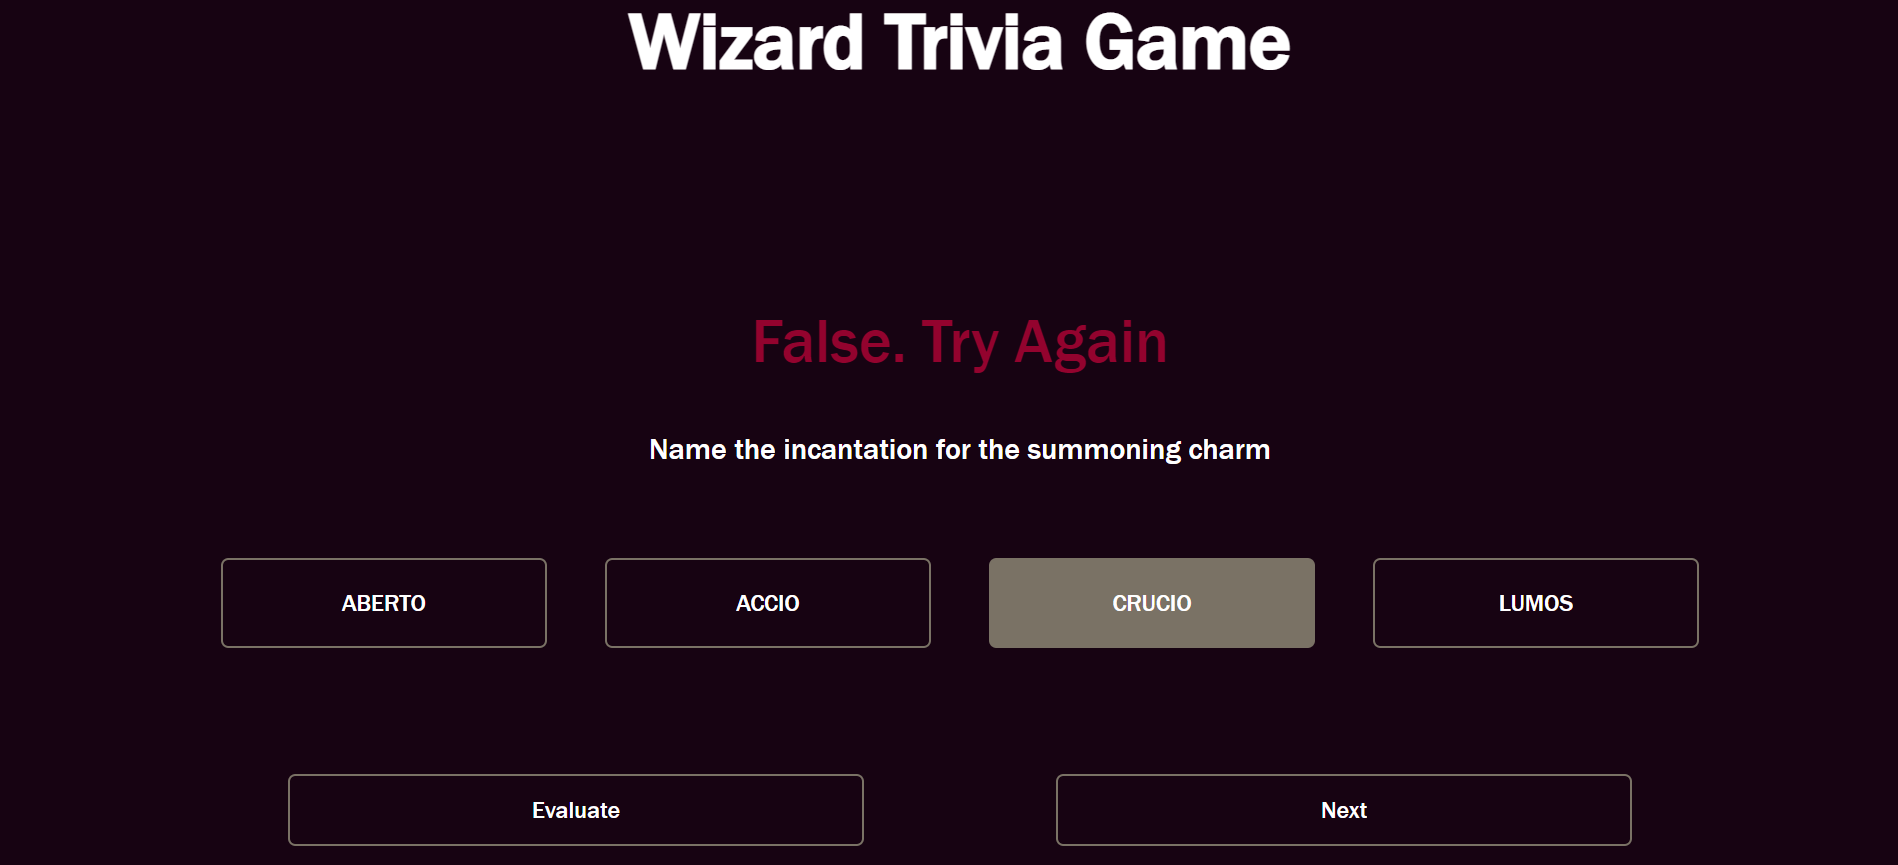 Wizard Trivia Game
False. Try Again
Name the incantation for the summoning charm
ABERTO
ACCIO
CRUCIO
LUMOS
Evaluate
Next